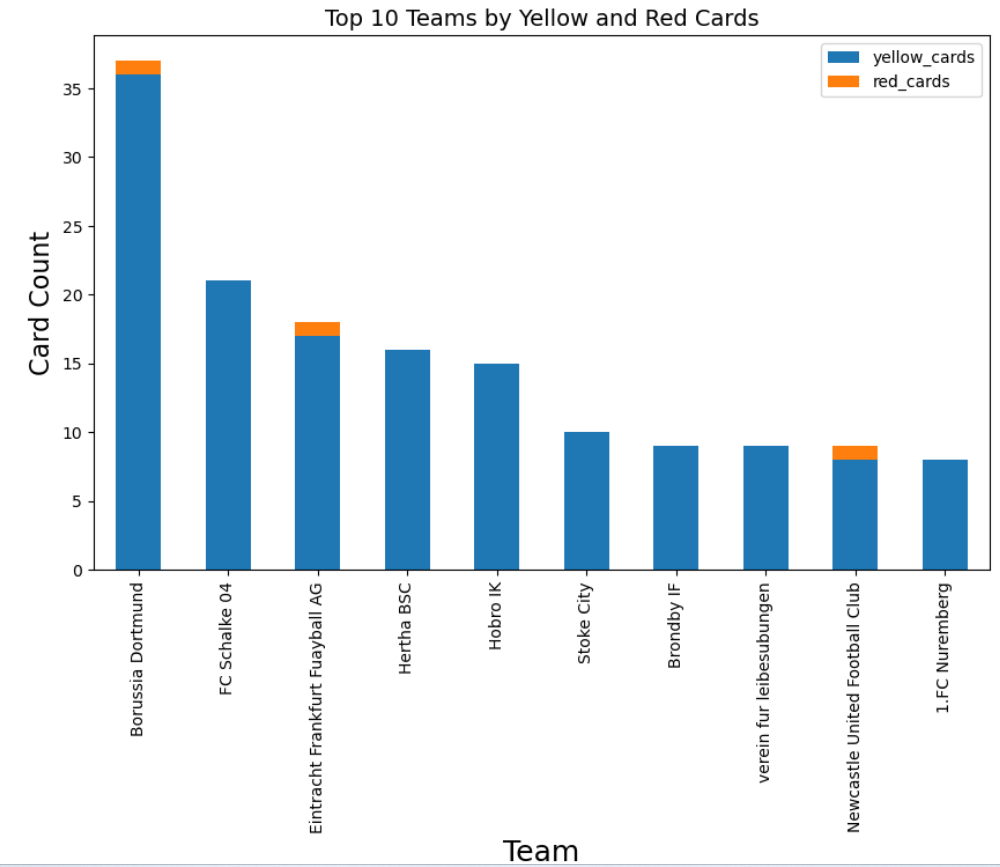 Top 10 Teams by Yellow and Red Cards
yellow_cards
red_cards
Card Count
35
30
25
20
15
10
5
0
Borussia Dortmund
FC Schalke 04
Eintracht Frankfurt Fuayball AG
Hertha BSC
Hobro IK
Stoke City
Brondby IF
verein fur leibesubungen
Newcastle United Football Club
1.FC Nuremberg
Team